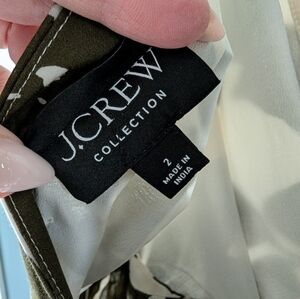 J.CREW
COLLECTION
2
MADE IN
INDIA